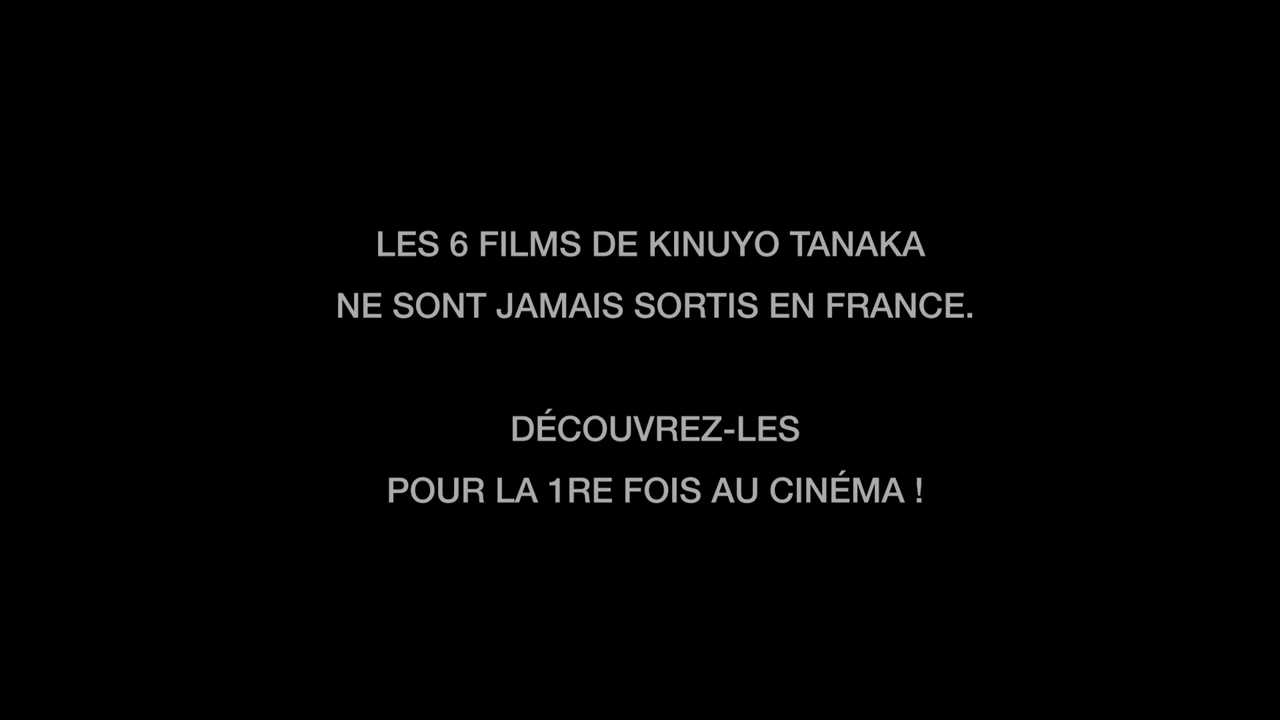 LES 6 FILMS DE KINUYO TANAKA
NE SONT JAMAIS SORTIS EN FRANCE.
DÉCOUVREZ-LES
POUR LA 1RE FOIS AU CINÉMA !